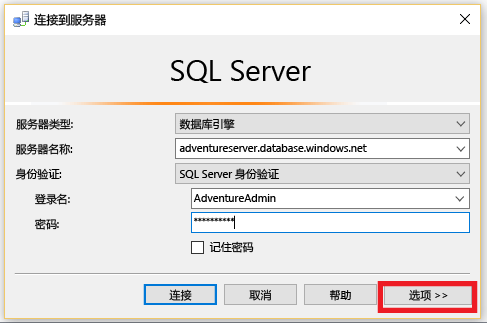 连接到服务器
SQL Server
服务器类型: 数据库引擎
服务器名称: adventureserver.database.windows.net
身份验证: SQL Server 身份验证
登录名: AdventureAdmin
密码: **********
记住密码
连接 取消 帮助 选项 >>